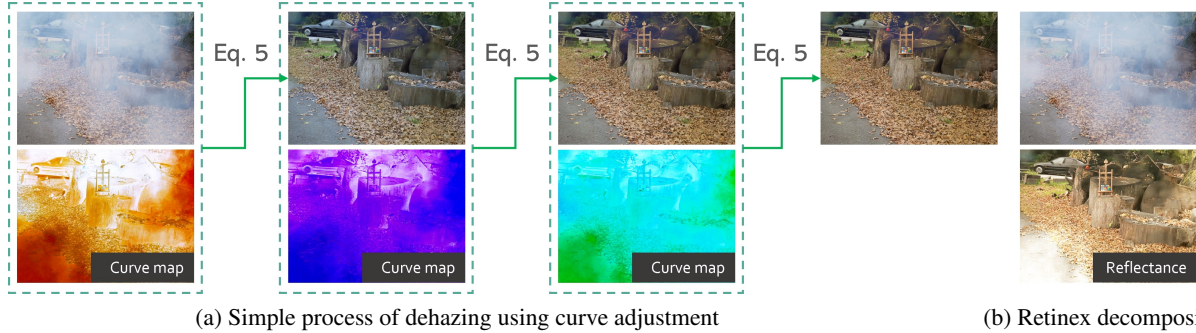 Eq. 5
Eq. 5
Eq. 5
Curve map
Curve map
Curve map
Reflectance
(a) Simple process of dehazing using curve adjustment
(b) Retinex decompos